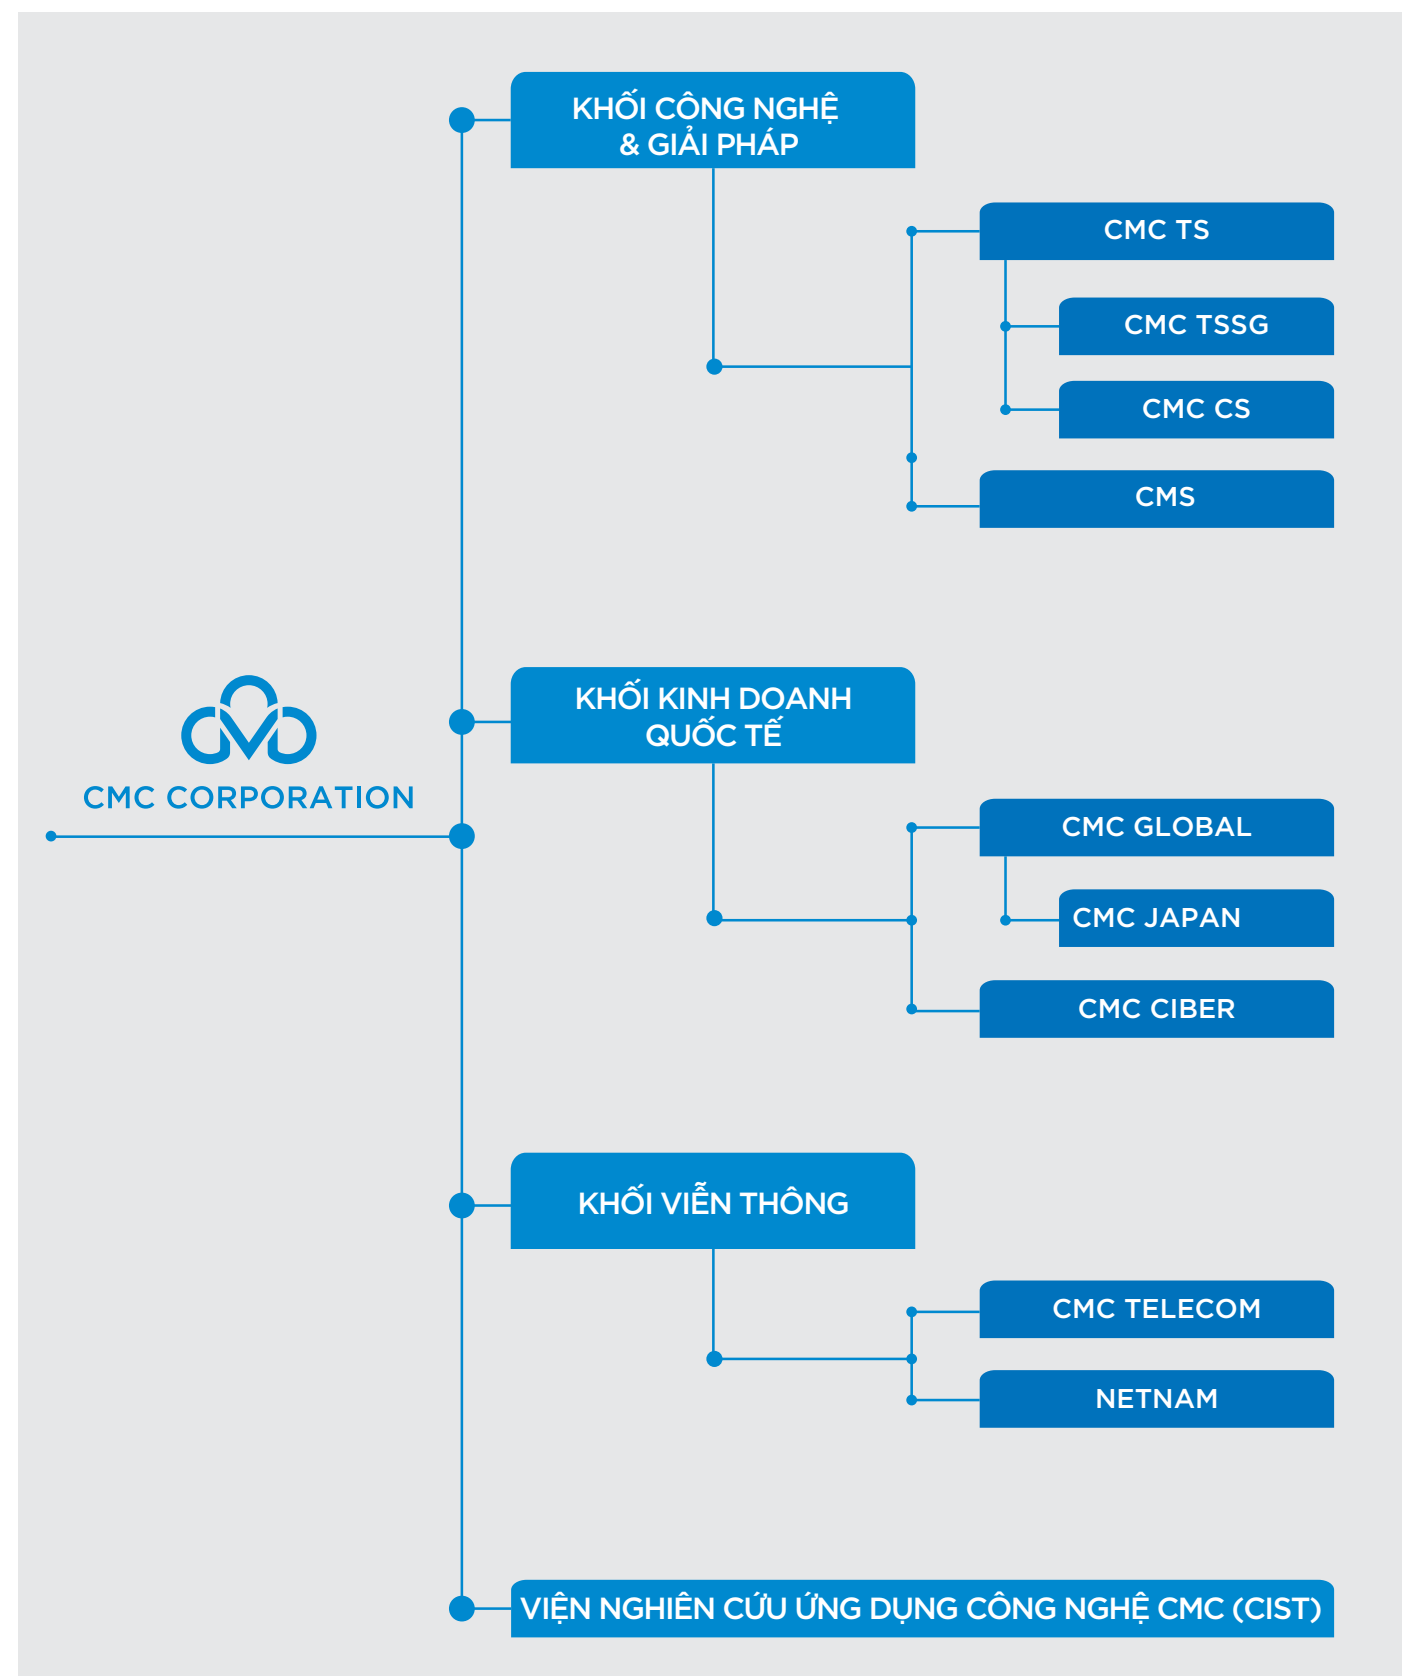 KHỐI CÔNG NGHỆ
& GIẢI PHÁP
CMC TS
CMC TSSG
CMC CS
CMS
CMC CORPORATION
KHỐI KINH DOANH
QUỐC TẾ
CMC GLOBAL
CMC JAPAN
CMC CIBER
KHỐI VIỄN THÔNG
CMC TELECOM
NETNAM
VIỆN NGHIÊN CỨU ỨNG DỤNG CÔNG NGHỆ CMC (CIST)